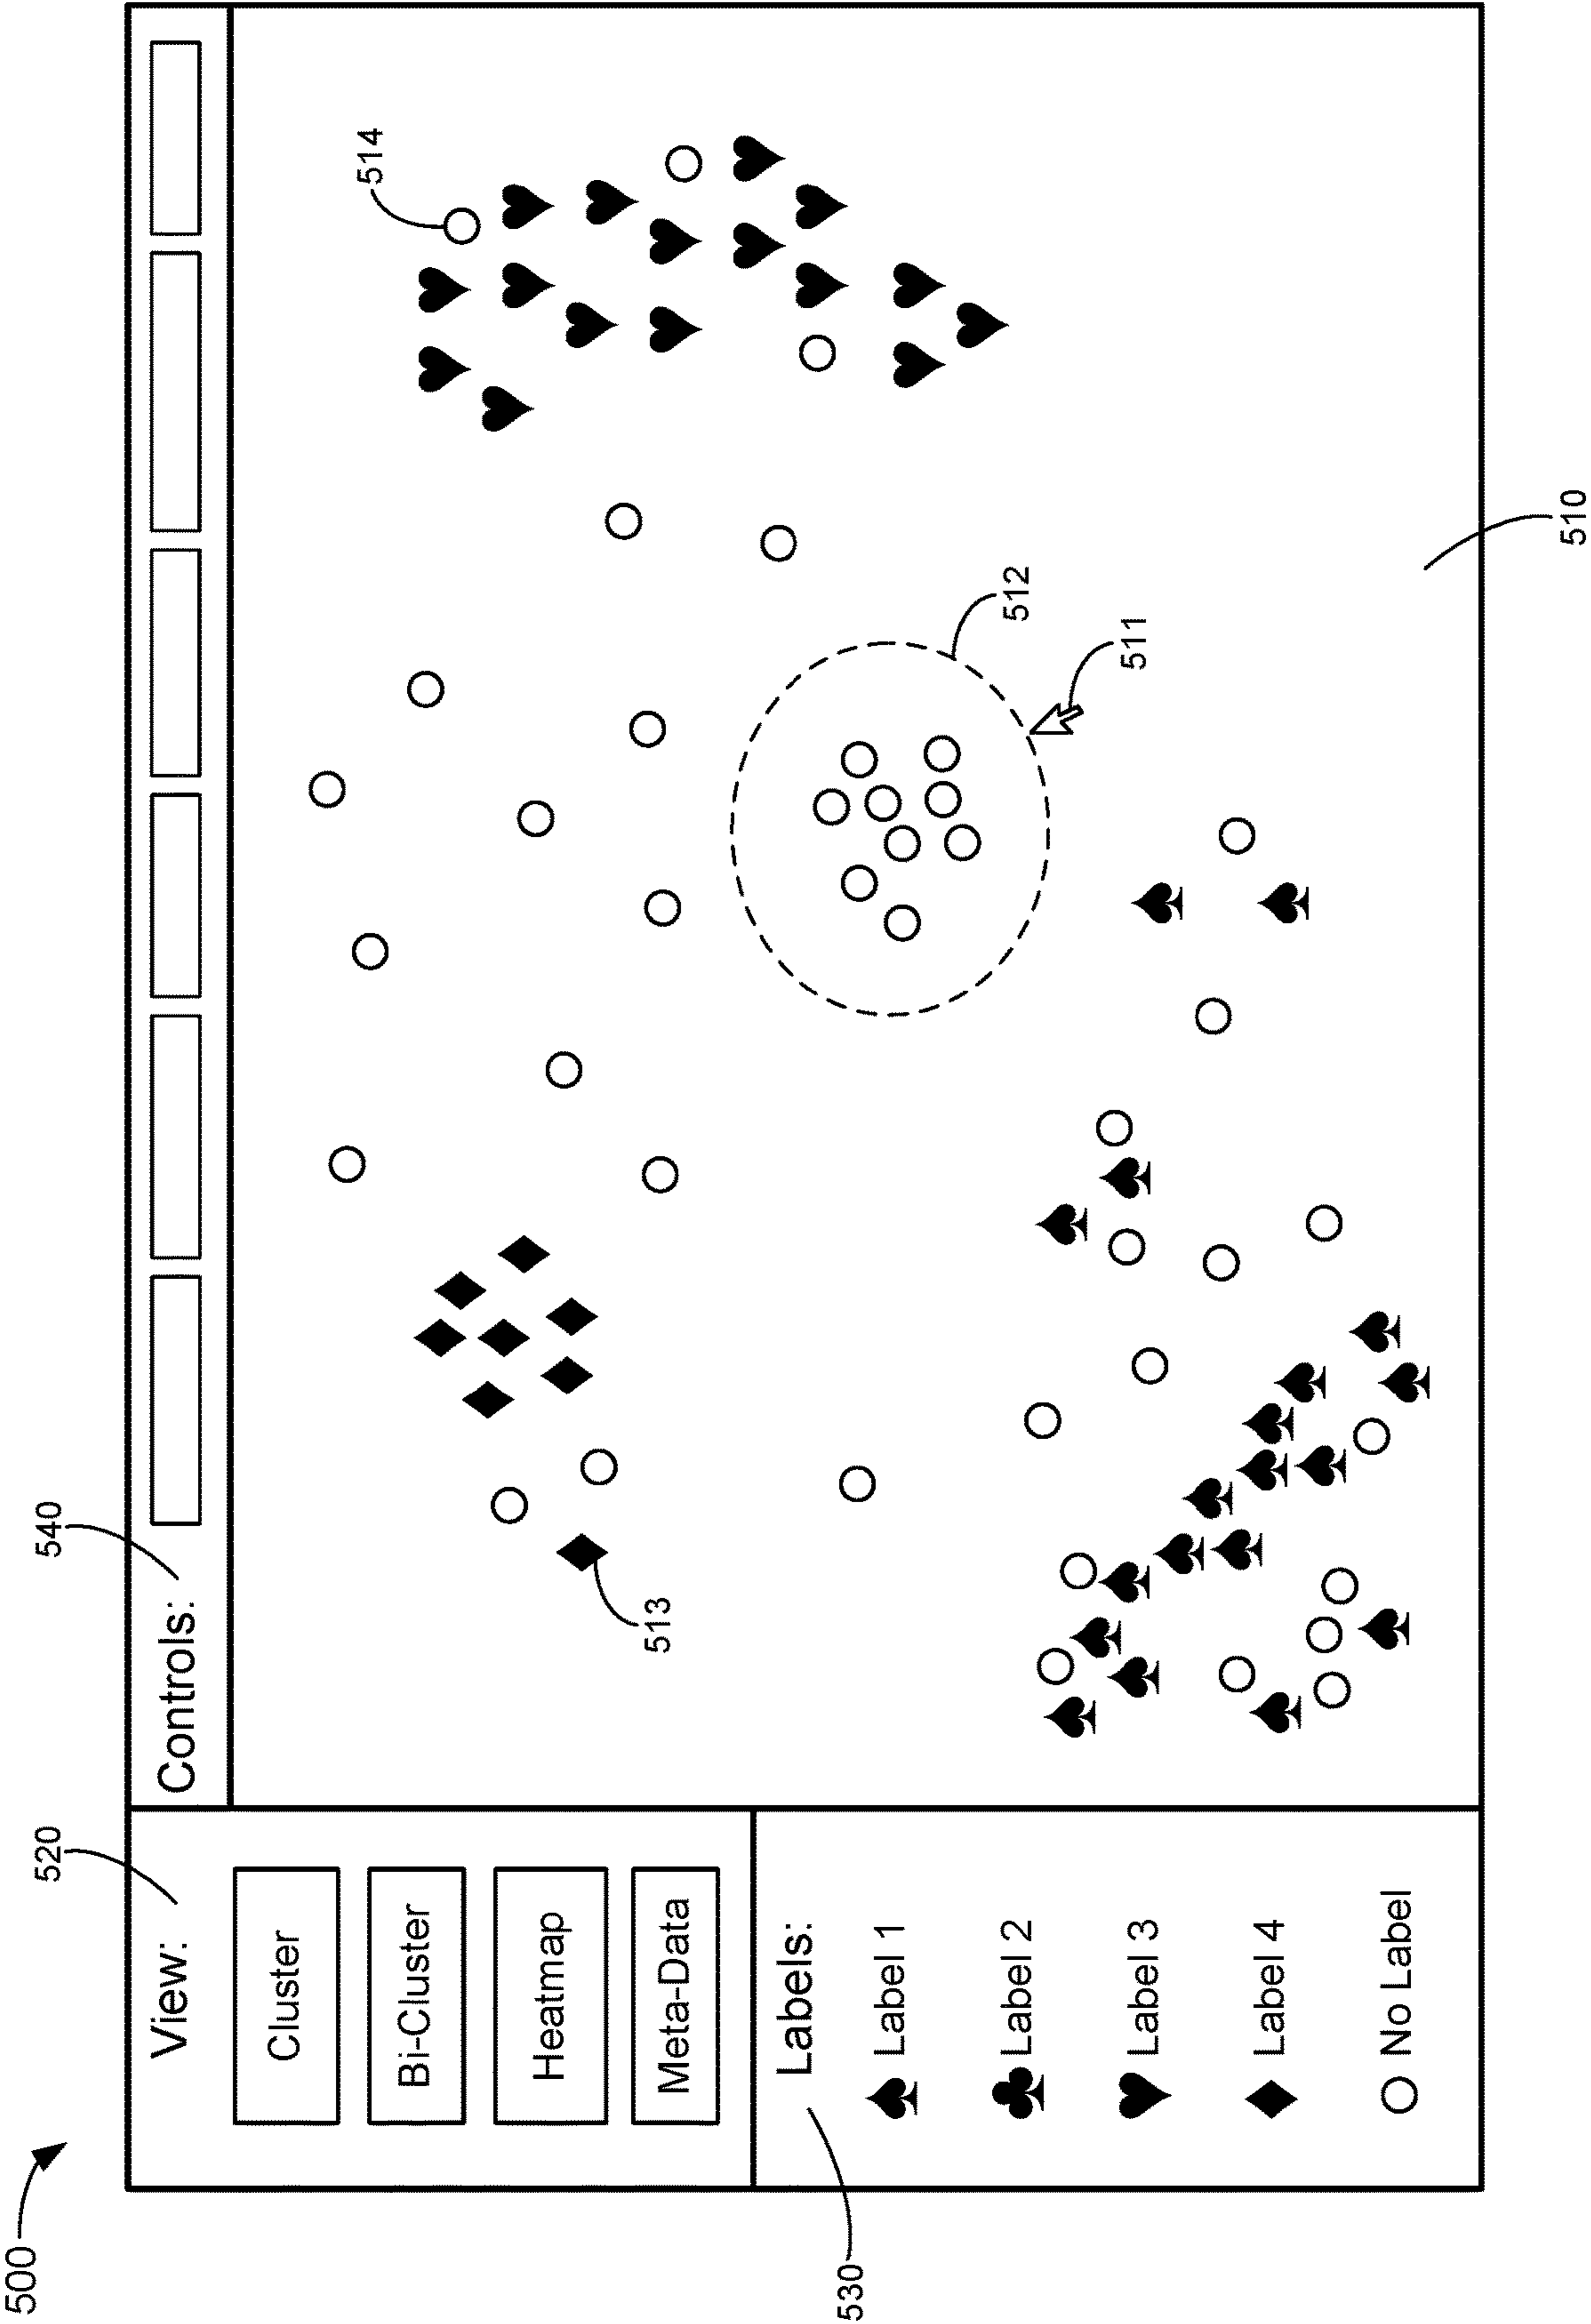 500
520
540
View:
Controls:
Cluster
Bi-Cluster
Heatmap
Meta-Data
Labels:
Label 1
Label 2
Label 3
Label 4
No Label
530
513
514
512
511
510